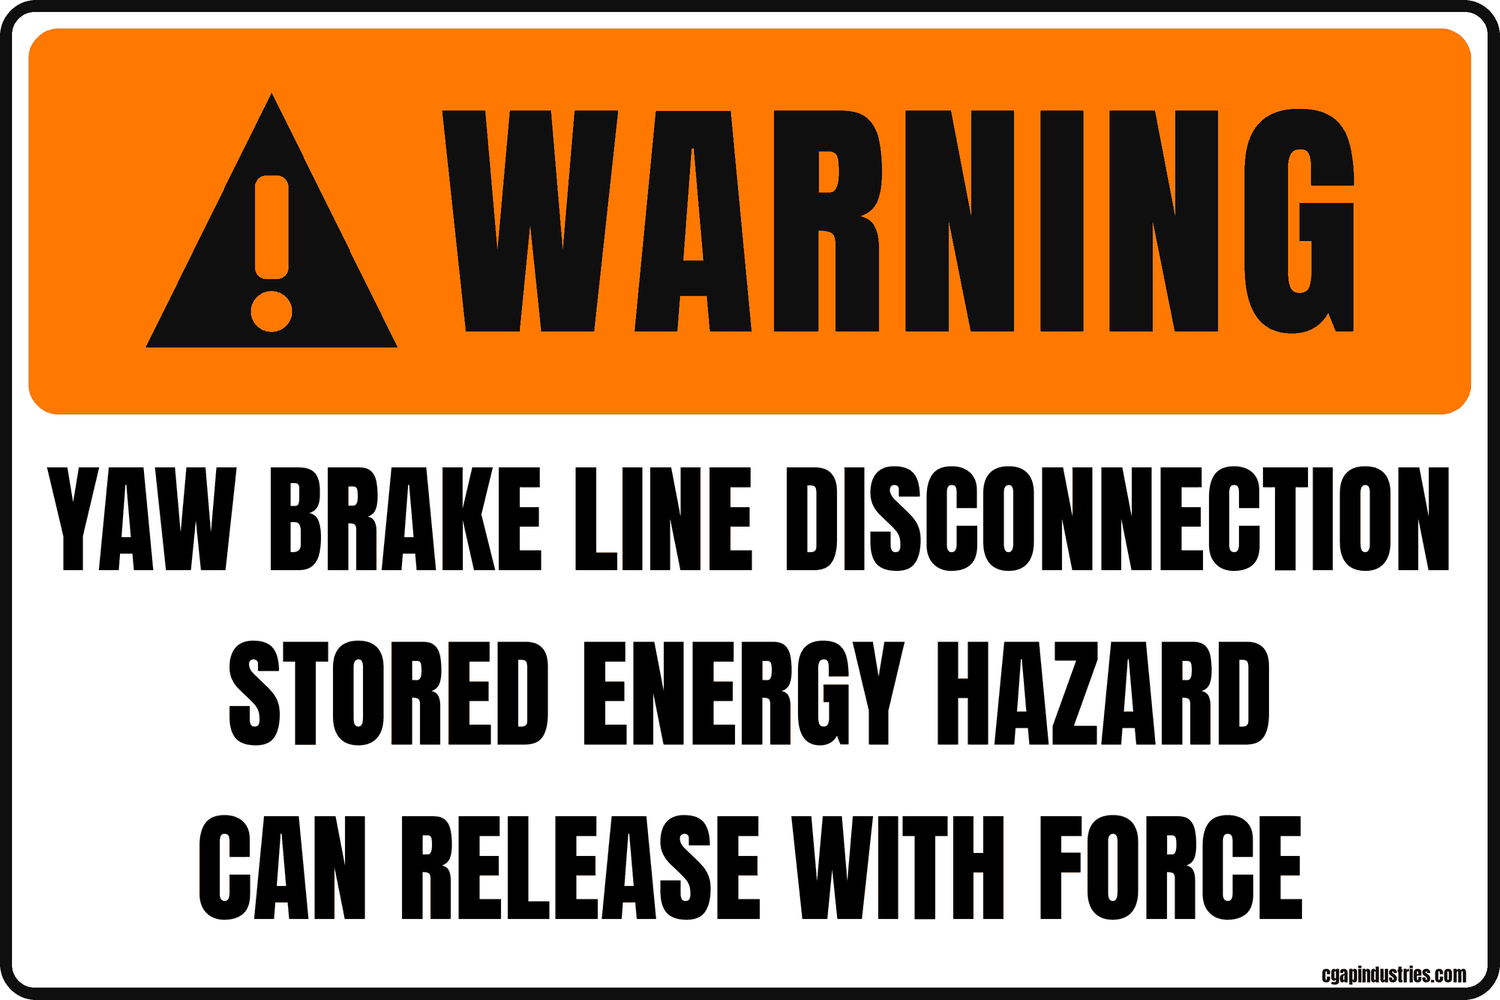 WARNING
YAW BRAKE LINE DISCONNECTION
STORED ENERGY HAZARD
CAN RELEASE WITH FORCE
cgapindustries.com